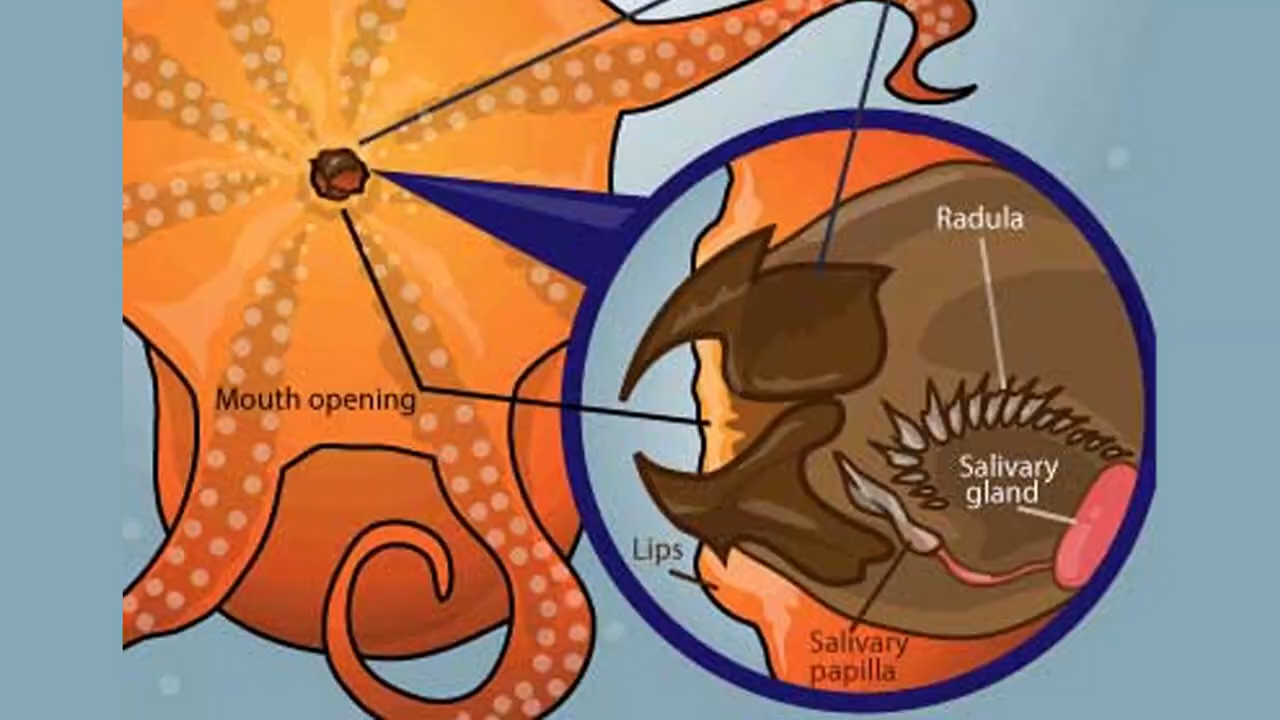 Radula
Mouth opening
Salivary
gland
Lips
Salivary
papilla